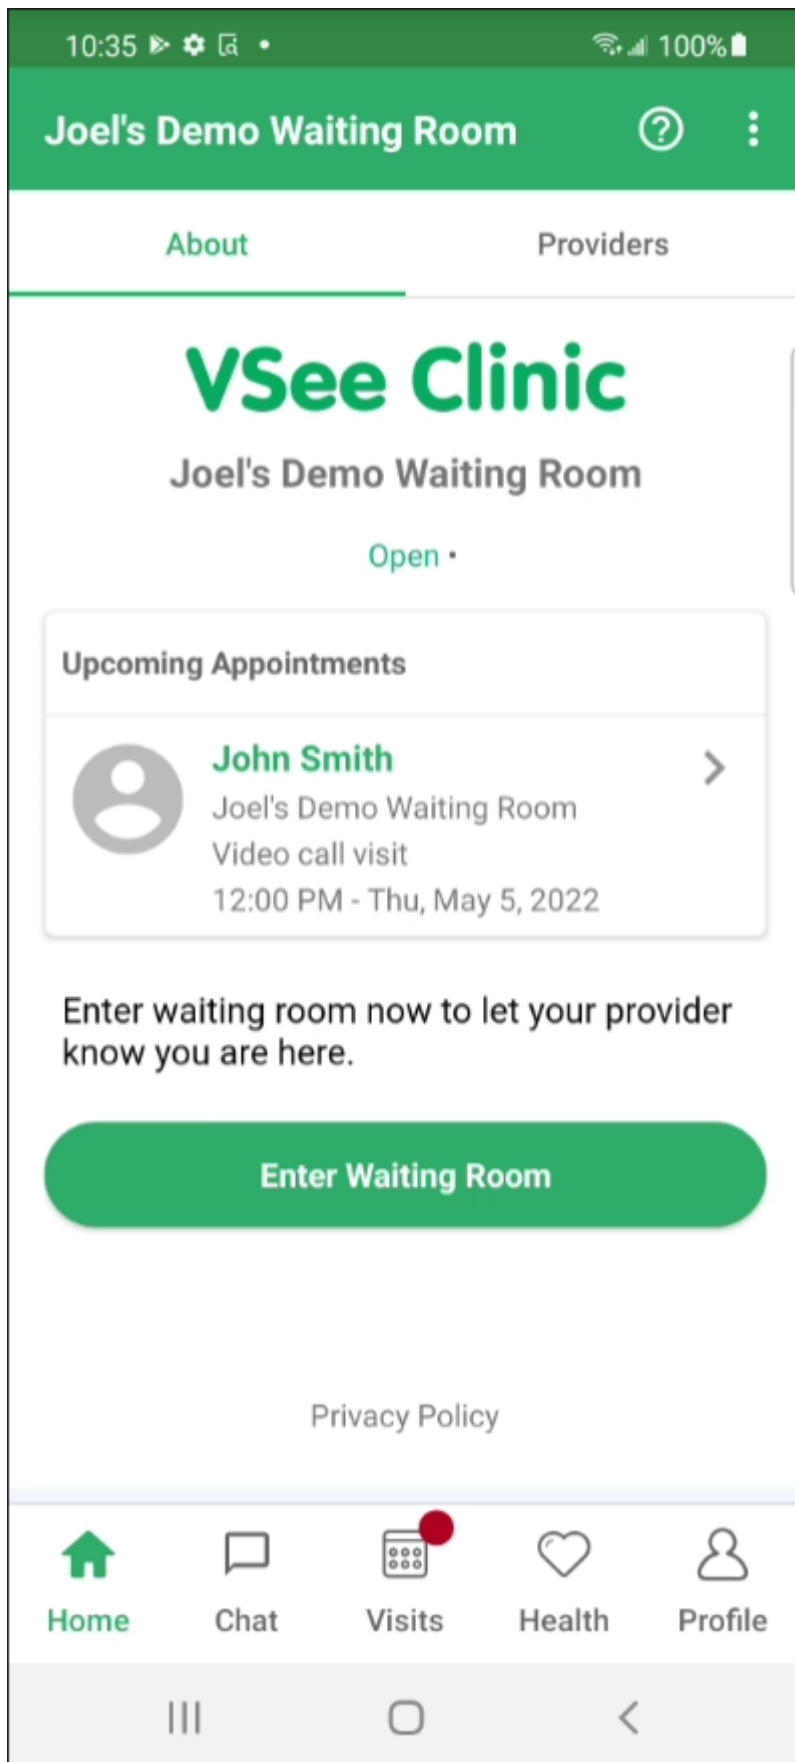 10:35
100%
Joel's Demo Waiting Room
About
Providers
VSee Clinic
Joel's Demo Waiting Room
Open •
Upcoming Appointments
John Smith
Joel's Demo Waiting Room
Video call visit
12:00 PM - Thu, May 5, 2022
Enter waiting room now to let your provider
know you are here.
Enter Waiting Room
Privacy Policy
Home
Chat
Visits
Health
Profile